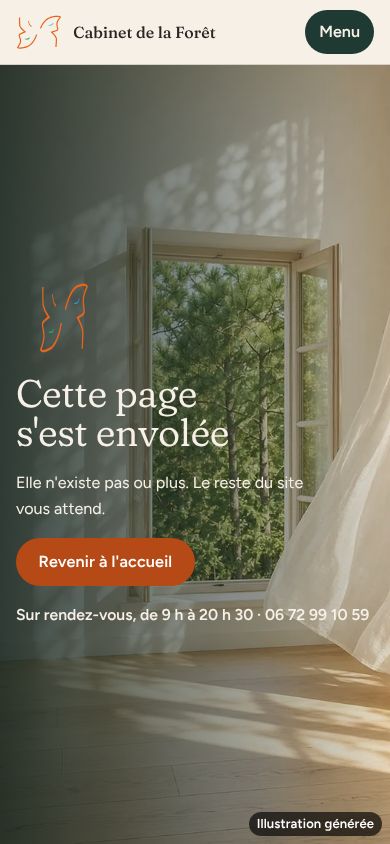 Cabinet de la Forêt
Menu
Cette page
s'est envolée
Elle n'existe pas ou plus. Le reste du site
vous attend.
Revenir à l'accueil
Sur rendez-vous, de 9 h à 20 h 30 · 06 72 99 10 59
Illustration générée